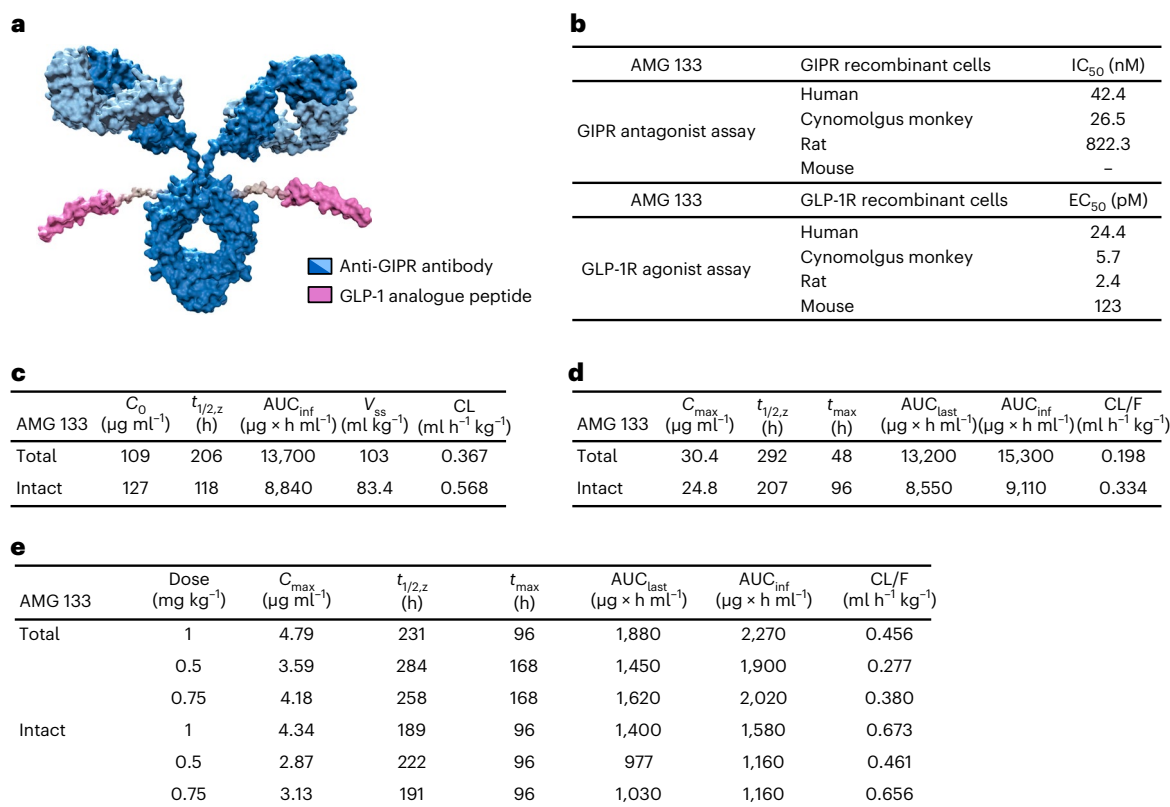 a
Anti-GIPR antibody
GLP-1 analogue peptide
b
AMG 133 GIPR recombinant cells IC50 (nM)
GIPR antagonist assay
Human 42.4
Cynomolgus monkey 26.5
Rat 822.3
Mouse –
AMG 133 GLP-1R recombinant cells EC50 (pM)
GLP-1R agonist assay
Human 24.4
Cynomolgus monkey 5.7
Rat 2.4
Mouse 123
c
AMG 133 C0 (µg ml−1) t1/2,z (h) AUCinf (µg × h ml−1) Vss (ml kg−1) CL (ml h−1 kg−1)
Total 109 206 13,700 103 0.367
Intact 127 118 8,840 83.4 0.568
d
AMG 133 Cmax (µg ml−1) t1/2,z (h) tmax (h) AUClast (µg × h ml−1) AUCinf (µg × h ml−1) CL/F (ml h−1 kg−1)
Total 30.4 292 48 13,200 15,300 0.198
Intact 24.8 207 96 8,550 9,110 0.334
e
AMG 133 Dose (mg kg−1) Cmax (µg ml−1) t1/2,z (h) tmax (h) AUClast (µg × h ml−1) AUCinf (µg × h ml−1) CL/F (ml h−1 kg−1)
Total 1 4.79 231 96 1,880 2,270 0.456
0.5 3.59 284 168 1,450 1,900 0.277
0.75 4.18 258 168 1,620 2,020 0.380
Intact 1 4.34 189 96 1,400 1,580 0.673
0.5 2.87 222 96 977 1,160 0.461
0.75 3.13 191 96 1,030 1,160 0.656